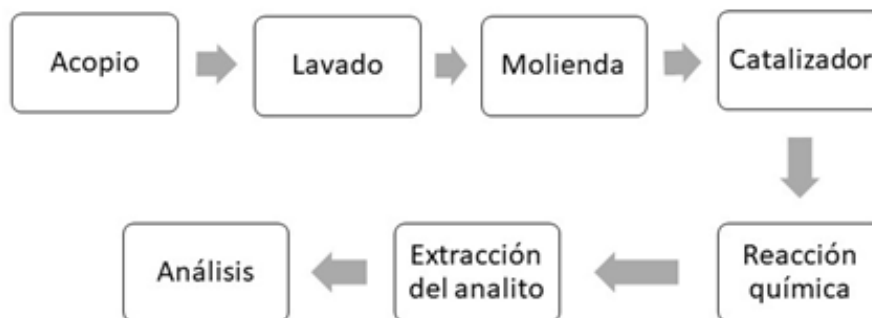 Acopio
Lavado
Molienda
Catalizador
Reacción
química
Extracción
del analito
Análisis